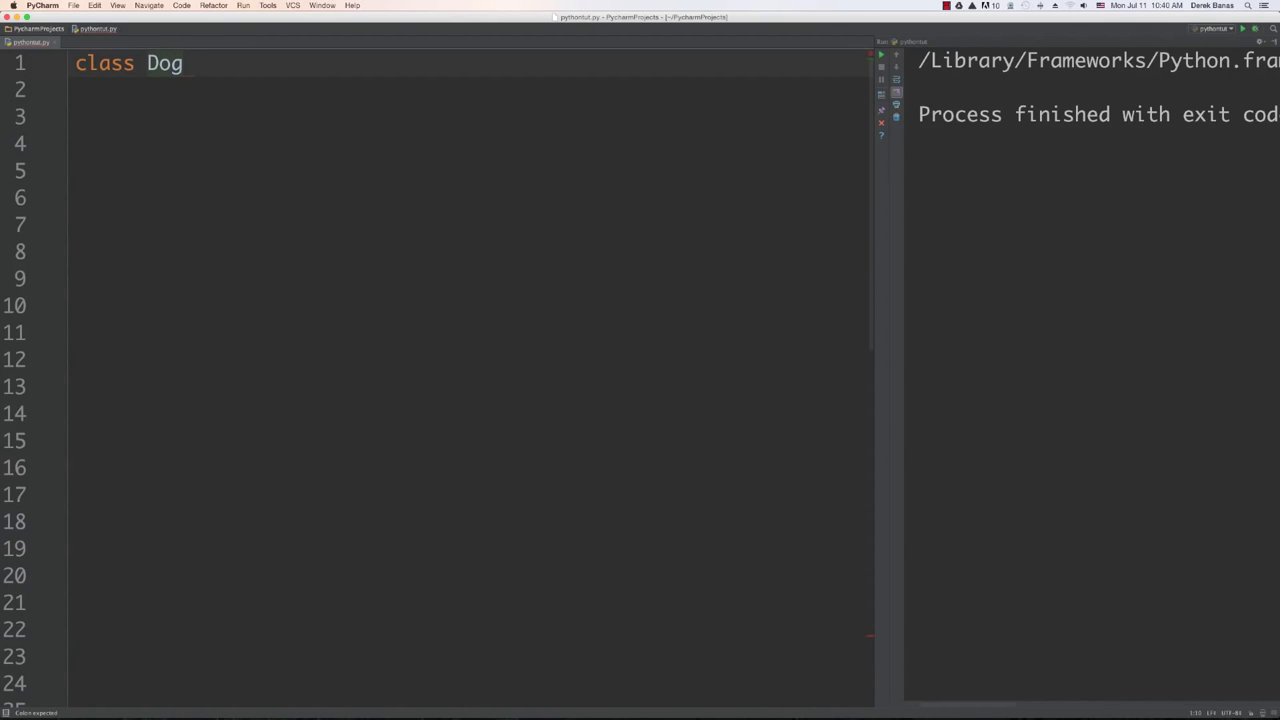 PyCharm File Edit View Navigate Code Refactor Run Tools VCS Window Help
10 Mon Jul 11 10:40 AM Derek Banas
pythontut.py - PycharmProjects - [~/PycharmProjects]
PycharmProjects pythontut.py
pythontut
pythontut.py
Run: pythontut
1 class Dog
/Library/Frameworks/Python.fra
2
3
Process finished with exit cod
4
5
6
7
8
9
10
11
12
13
14
15
16
17
18
19
20
21
22
23
24
Colon expected
1:10 LF÷ UTF-8÷